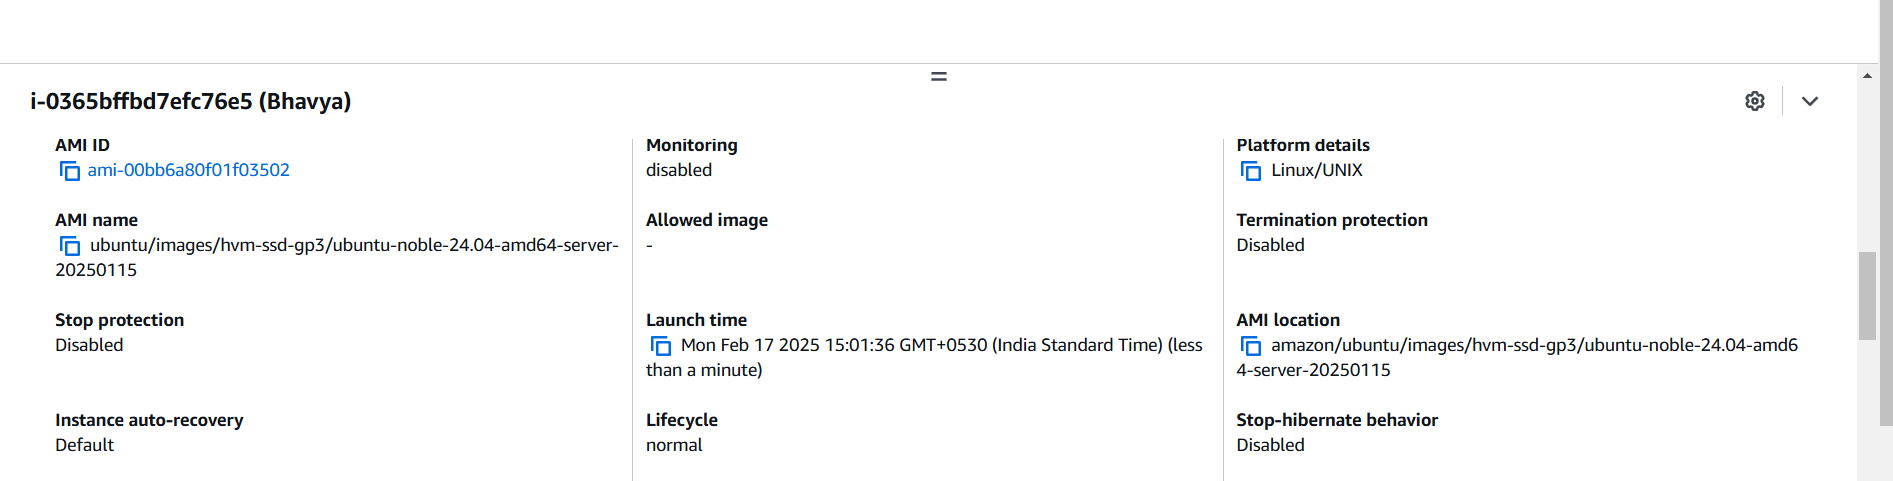 i-0365bffbd7efc76e5 (Bhavya)
AMI ID
ami-00bb6a80f01f03502
Monitoring
disabled
Platform details
Linux/UNIX
AMI name
ubuntu/images/hvm-ssd-gp3/ubuntu-noble-24.04-amd64-server-
20250115
Allowed image
-
Termination protection
Disabled
Stop protection
Disabled
Launch time
Mon Feb 17 2025 15:01:36 GMT+0530 (India Standard Time) (less
than a minute)
AMI location
amazon/ubuntu/images/hvm-ssd-gp3/ubuntu-noble-24.04-amd6
4-server-20250115
Instance auto-recovery
Default
Lifecycle
normal
Stop-hibernate behavior
Disabled